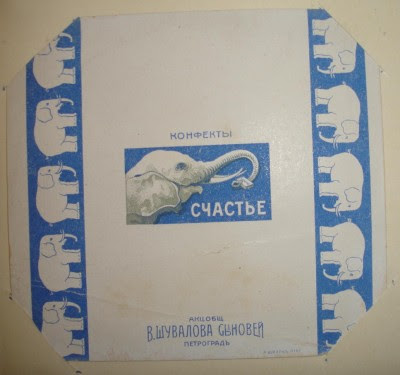 КОНФЕКТЫ
СЧАСТЬЕ
АКЦ.ОБЩ
В.ШУВАЛОВА СЫНОВЕЙ
ПЕТРОГРАДЪ